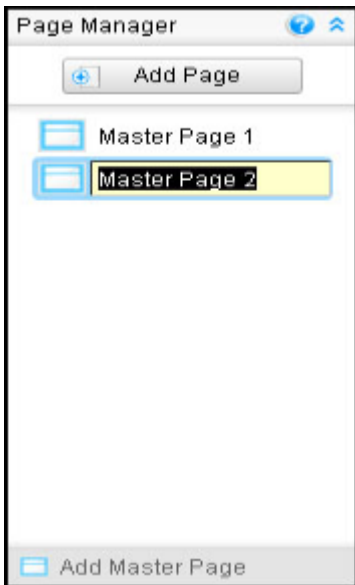 Page Manager
Add Page
Master Page 1
Master Page 2
Add Master Page